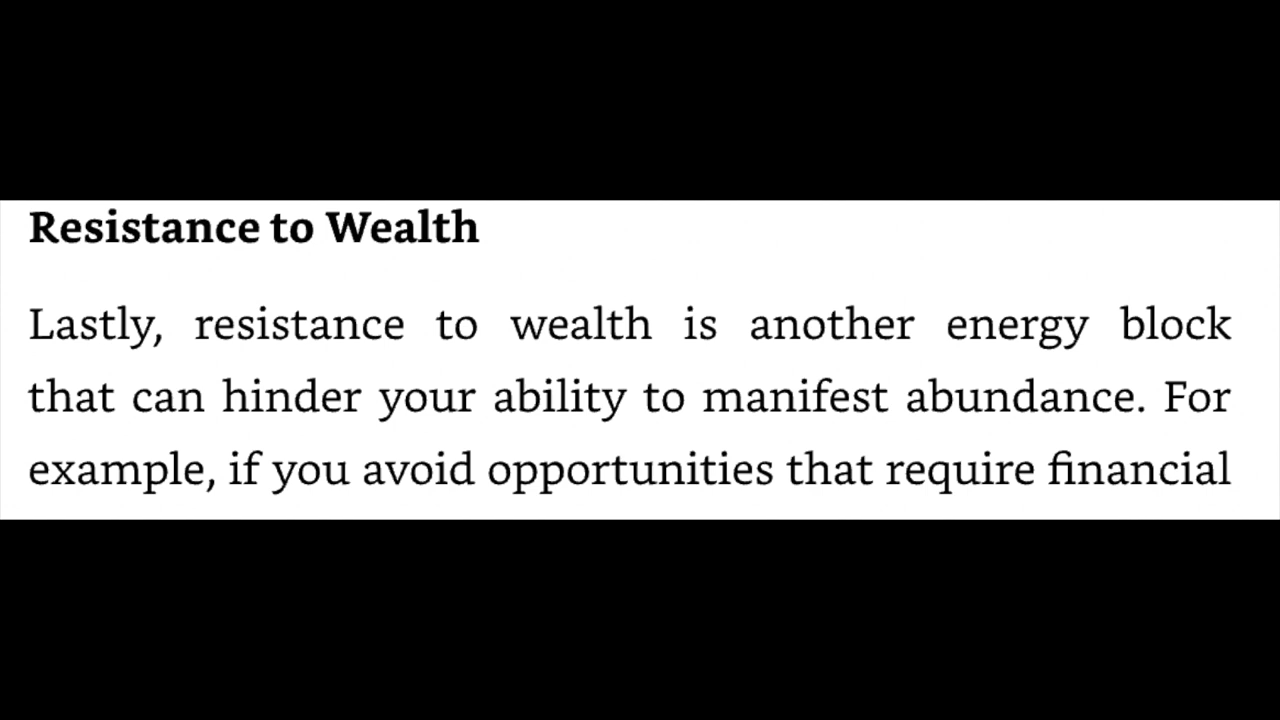 Resistance to Wealth
Lastly, resistance to wealth is another energy block
that can hinder your ability to manifest abundance. For
example, if you avoid opportunities that require financial